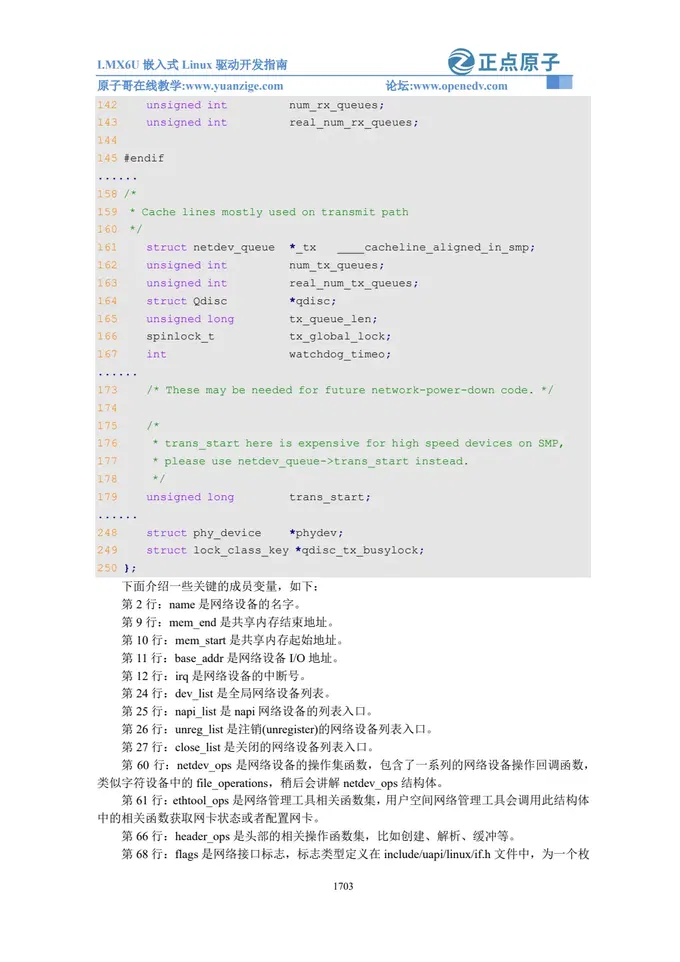 I.MX6U 嵌入式 Linux 驱动开发指南
正点原子
原子哥在线教学:www.yuanzige.com 论坛:www.openedv.com
142 unsigned int num_rx_queues;
143 unsigned int real_num_rx_queues;
144
145 #endif
......
158 /*
159 * Cache lines mostly used on transmit path
160 */
161 struct netdev_queue *_tx ____cacheline_aligned_in_smp;
162 unsigned int num_tx_queues;
163 unsigned int real_num_tx_queues;
164 struct Qdisc *qdisc;
165 unsigned long tx_queue_len;
166 spinlock_t tx_global_lock;
167 int watchdog_timeo;
......
173 /* These may be needed for future network-power-down code. */
174
175 /*
176 * trans_start here is expensive for high speed devices on SMP,
177 * please use netdev_queue->trans_start instead.
178 */
179 unsigned long trans_start;
......
248 struct phy_device *phydev;
249 struct lock_class_key *qdisc_tx_busylock;
250 };
下面介绍一些关键的成员变量，如下：
第 2 行：name 是网络设备的名字。
第 9 行：mem_end 是共享内存结束地址。
第 10 行：mem_start 是共享内存起始地址。
第 11 行：base_addr 是网络设备 I/O 地址。
第 12 行：irq 是网络设备的中断号。
第 24 行：dev_list 是全局网络设备列表。
第 25 行：napi_list 是 napi 网络设备的列表入口。
第 26 行：unreg_list 是注销(unregister)的网络设备列表入口。
第 27 行：close_list 是关闭的网络设备列表入口。
第 60 行：netdev_ops 是网络设备的操作集函数，包含了一系列的网络设备操作回调函数，
类似字符设备中的 file_operations，稍后会讲解 netdev_ops 结构体。
第 61 行：ethtool_ops 是网络管理工具相关函数集，用户空间网络管理工具会调用此结构体
中的相关函数获取网卡状态或者配置网卡。
第 66 行：header_ops 是头部的相关操作函数集，比如创建、解析、缓冲等。
第 68 行：flags 是网络接口标志，标志类型定义在 include/uapi/linux/if.h 文件中，为一个枚
1703